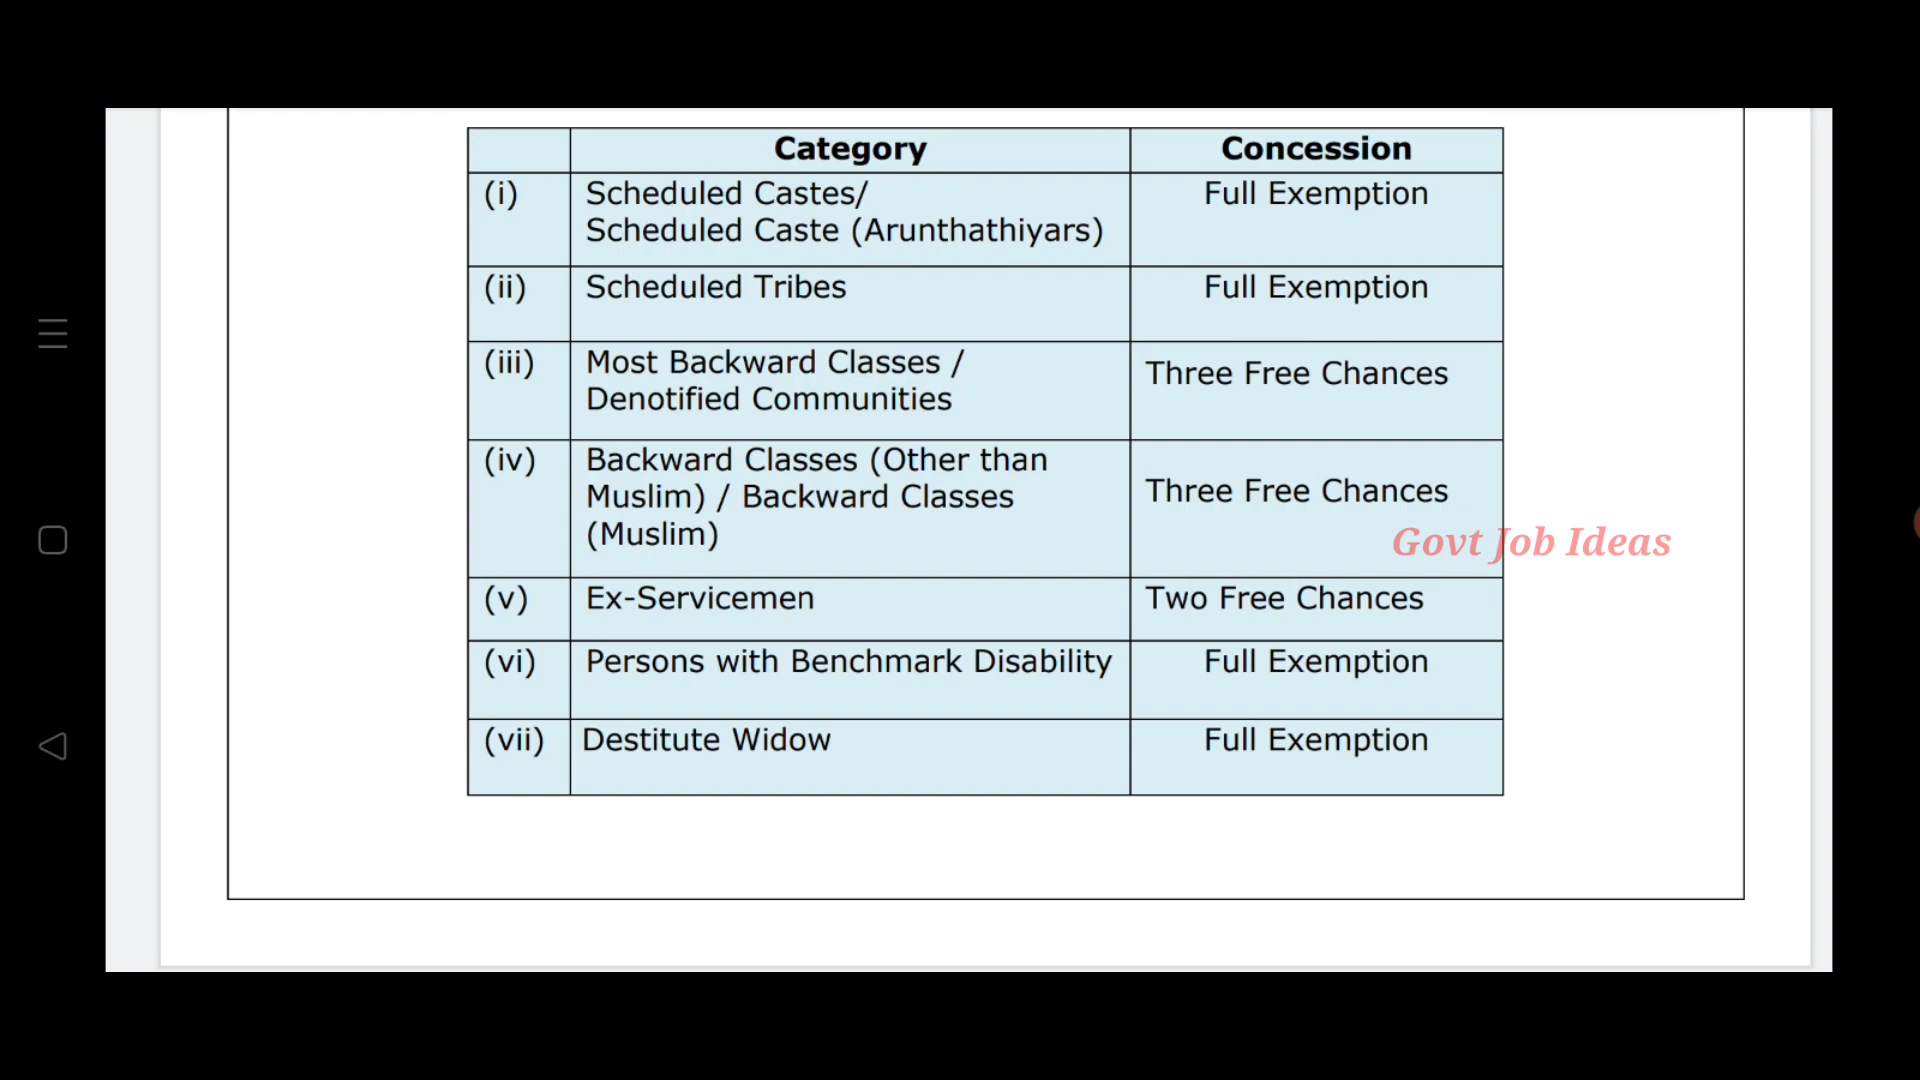 Category Concession
(i) Scheduled Castes/ Full Exemption
Scheduled Caste (Arunthathiyars)
(ii) Scheduled Tribes Full Exemption
(iii) Most Backward Classes / Three Free Chances
Denotified Communities
(iv) Backward Classes (Other than
Muslim) / Backward Classes Three Free Chances
(Muslim)
Govt Job Ideas
(v) Ex-Servicemen Two Free Chances
(vi) Persons with Benchmark Disability Full Exemption
(vii) Destitute Widow Full Exemption